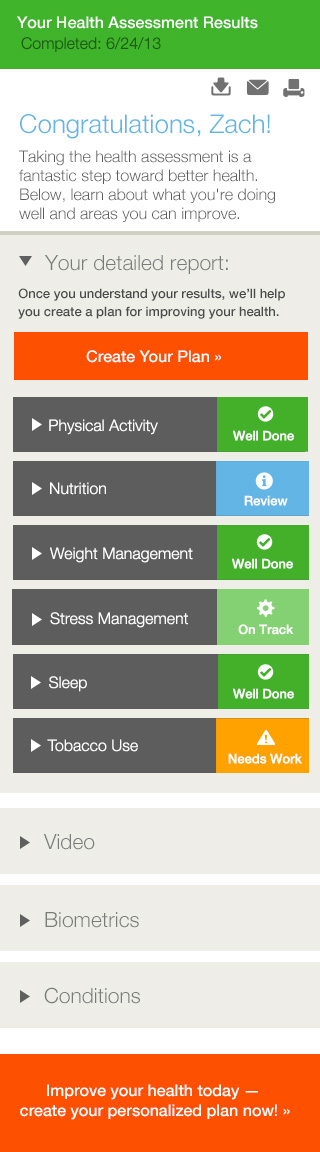 Your Health Assessment Results
Completed: 6/24/13
Congratulations, Zach!
Taking the health assessment is a
fantastic step toward better health.
Below, learn about what you're doing
well and areas you can improve.
Your detailed report:
Once you understand your results, we'll help
you create a plan for improving your health.
Create Your Plan »
Physical Activity
Well Done
Nutrition
Review
Weight Management
Well Done
Stress Management
On Track
Sleep
Well Done
Tobacco Use
Needs Work
Video
Biometrics
Conditions
Improve your health today —
create your personalized plan now! »